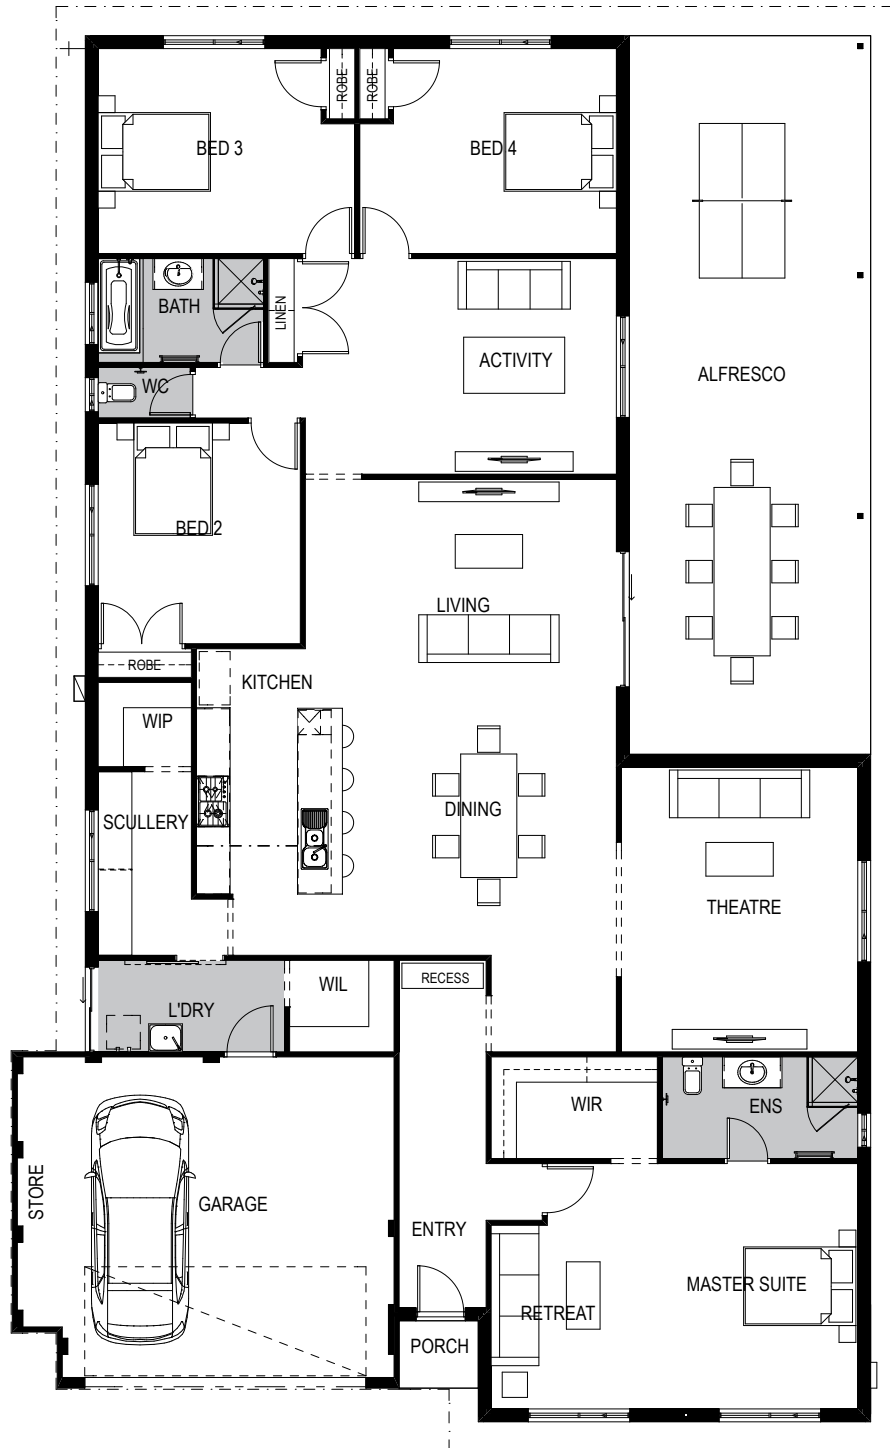 ROBE
ROBE
BED 3
BED 4
BATH
LINEN
ACTIVITY
ALFRESCO
WC
BED 2
LIVING
ROBE
KITCHEN
WIP
SCULLERY
DINING
THEATRE
RECESS
WIL
L'DRY
WIR
ENS
STORE
GARAGE
ENTRY
MASTER SUITE
RETREAT
PORCH